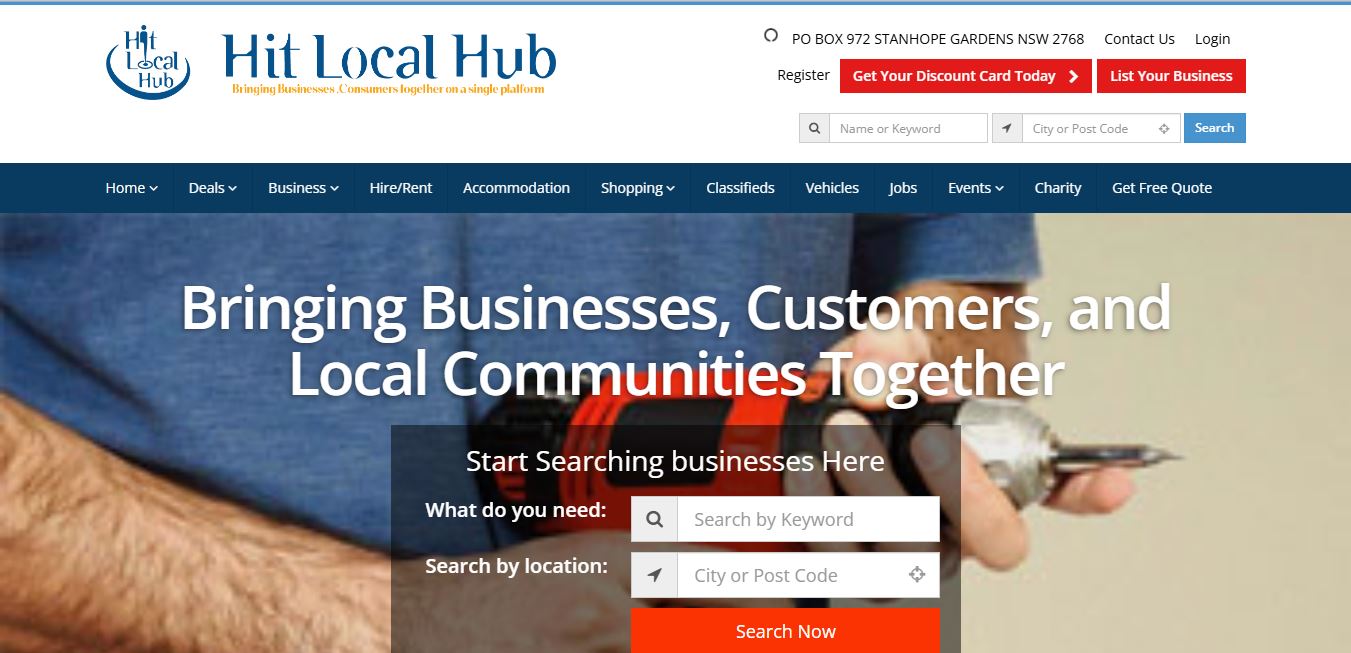 Hit
Local
Hub
Hit Local Hub
Bringing Businesses ,Consumers together on a single platform
PO BOX 972 STANHOPE GARDENS NSW 2768 Contact Us Login
Register Get Your Discount Card Today List Your Business
Name or Keyword City or Post Code Search
Home Deals Business Hire/Rent Accommodation Shopping Classifieds Vehicles Jobs Events Charity Get Free Quote
Bringing Businesses, Customers, and
Local Communities Together
Start Searching businesses Here
What do you need: Search by Keyword
Search by location: City or Post Code
Search Now